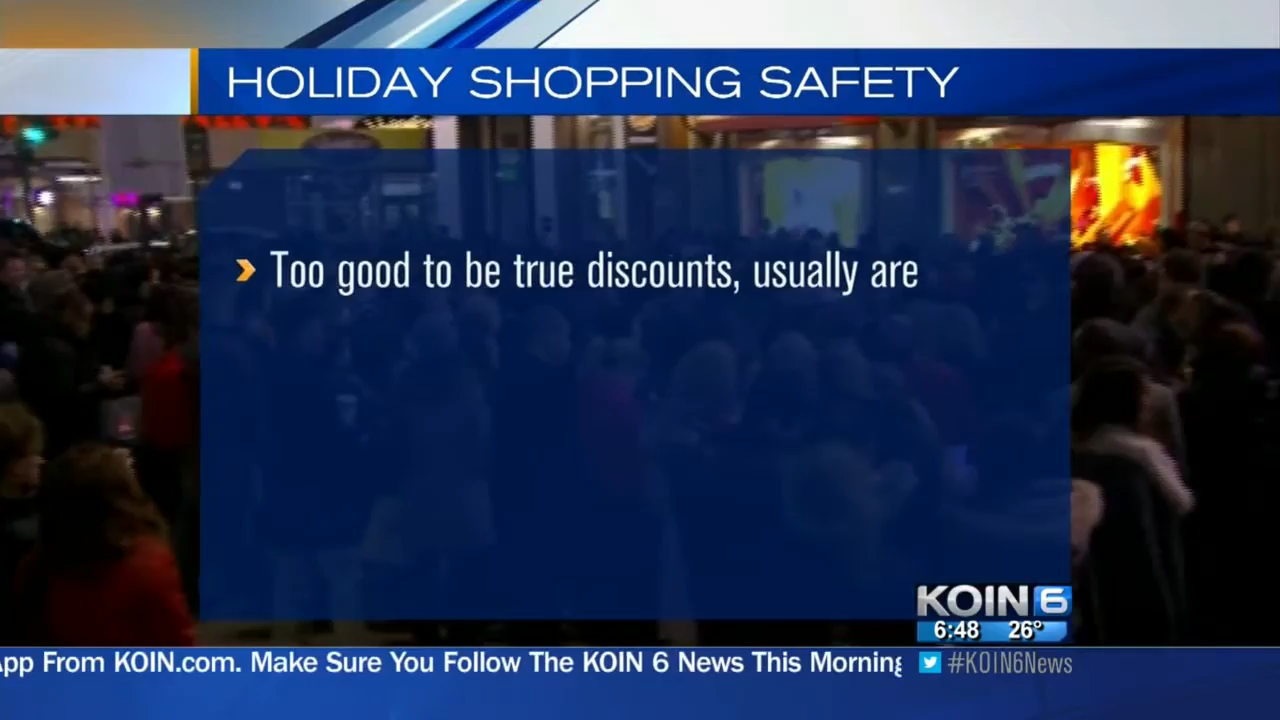 HOLIDAY SHOPPING SAFETY
Too good to be true discounts, usually are
KOIN 6
6:48 26°
App From KOIN.com. Make Sure You Follow The KOIN 6 News This Morning
#KOIN6News